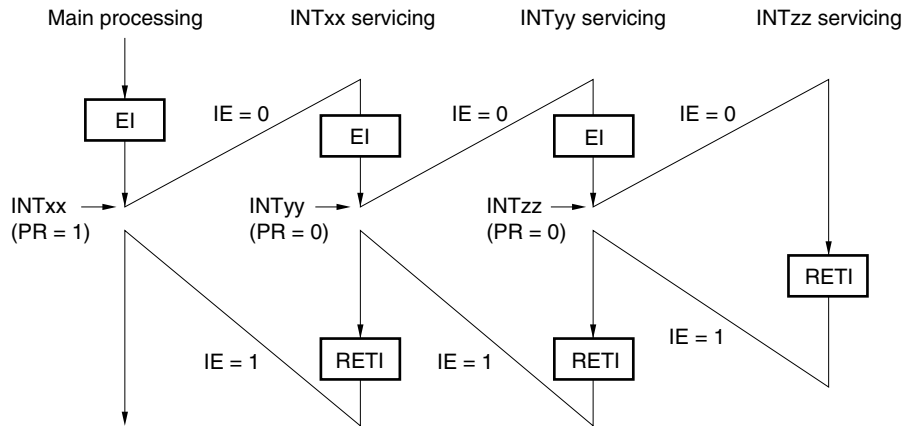 Main processing INTxx servicing INTyy servicing INTzz servicing
EI
IE = 0
EI
IE = 0
EI
IE = 0
INTxx
(PR = 1)
INTyy
(PR = 0)
INTzz
(PR = 0)
RETI
IE = 1
RETI
IE = 1
RETI
IE = 1